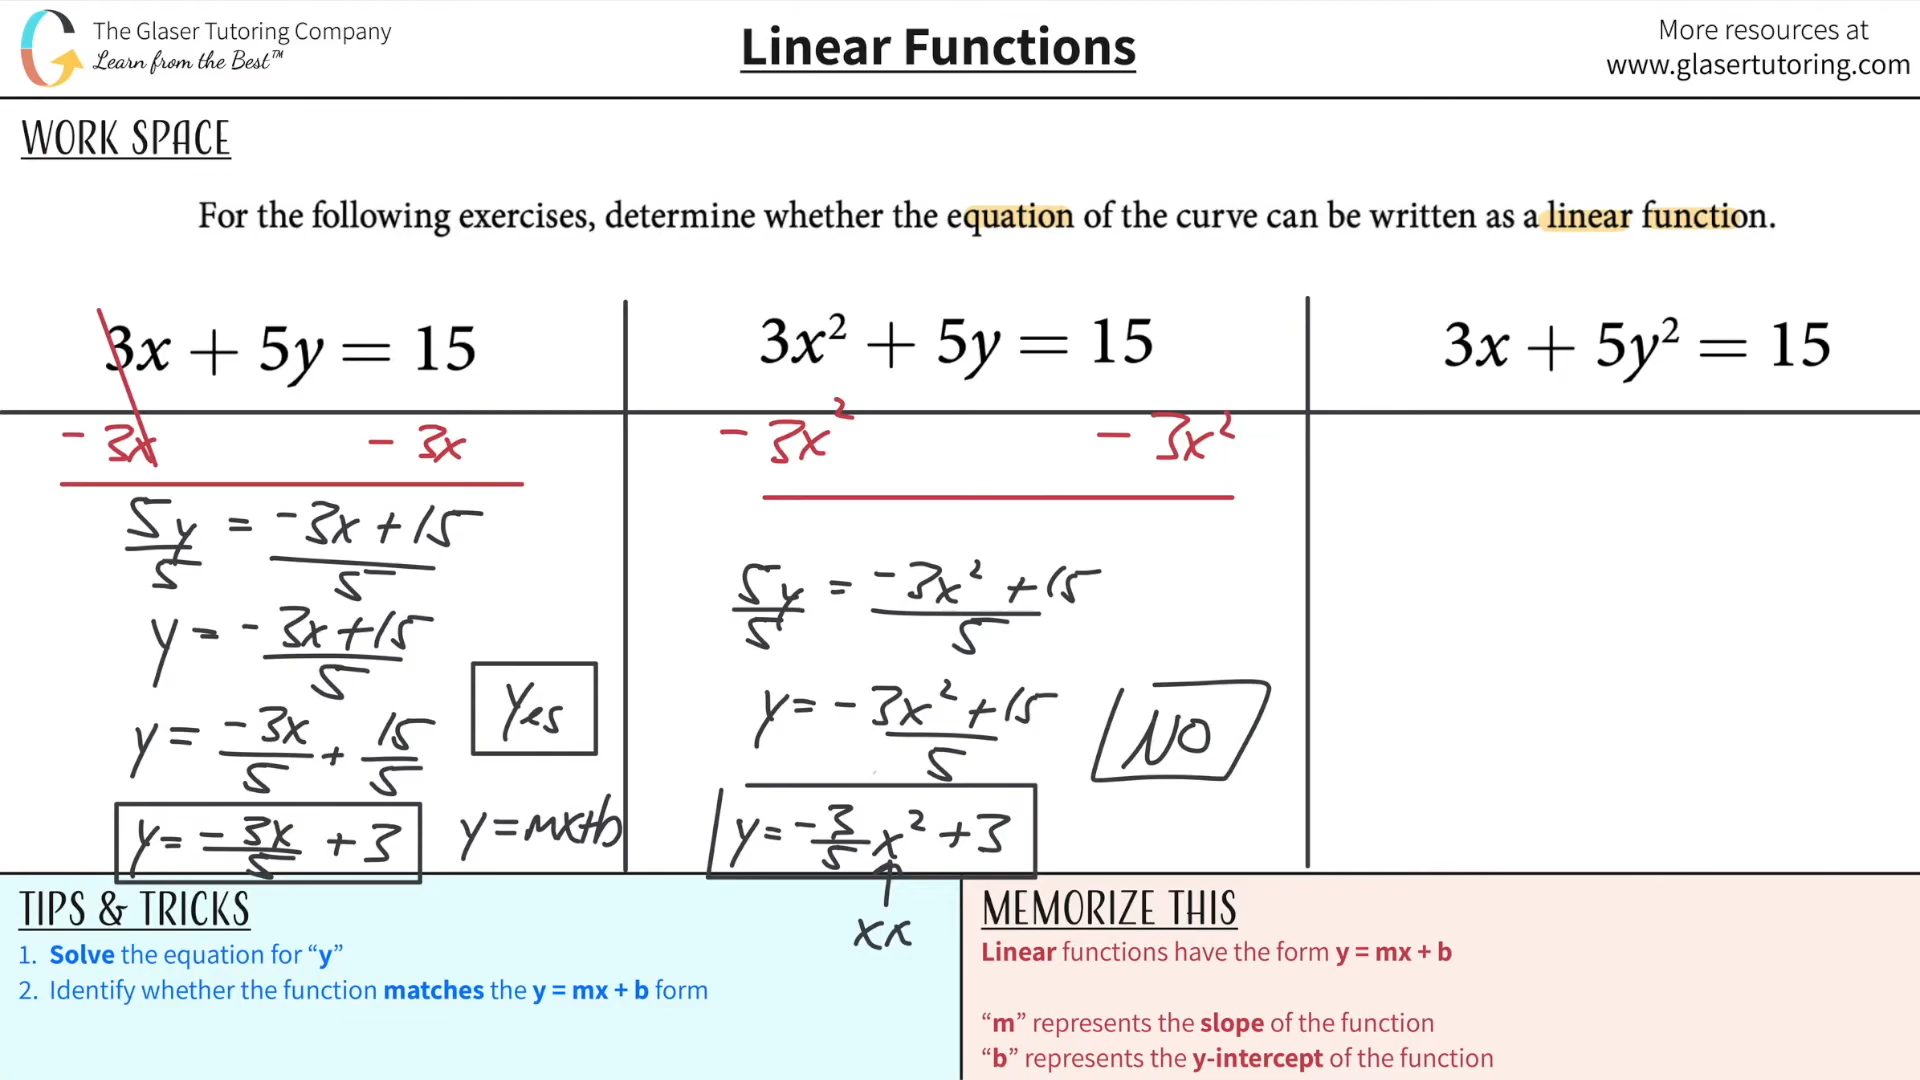 The Glaser Tutoring Company
Learn from the Best™
Linear Functions
More resources at
www.glasertutoring.com
WORK SPACE
For the following exercises, determine whether the equation of the curve can be written as a linear function.
3x + 5y = 15
- 3x - 3x
5y/5 = -3x + 15/5
y = -3x+15/5
y = -3x/5 + 15/5
y = -3x/5 + 3
Yes
y = mx+b
3x² + 5y = 15
- 3x² - 3x²
5y/5 = -3x² + 15/5
y = -3x² + 15/5
y = -3/5 x² + 3
xx
NO
3x + 5y² = 15
TIPS & TRICKS
1. Solve the equation for “y”
2. Identify whether the function matches the y = mx + b form
MEMORIZE THIS
Linear functions have the form y = mx + b
“m” represents the slope of the function
“b” represents the y-intercept of the function